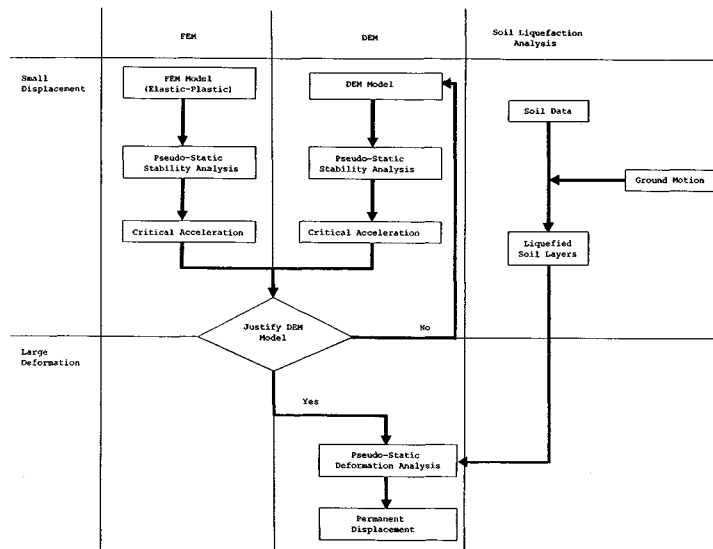 FEM
DEM
Soil Liquefaction
Analysis
Small
Displacement
FEM Model
(Elastic-Plastic)
DEM Model
Soil Data
Pseudo-Static
Stability Analysis
Pseudo-Static
Stability Analysis
Ground Motion
Critical Acceleration
Critical Acceleration
Liquefied
Soil Layers
Justify DEM
Model
No
Large
Deformation
Yes
Pseudo-Static
Deformation Analysis
Permanent
Displacement